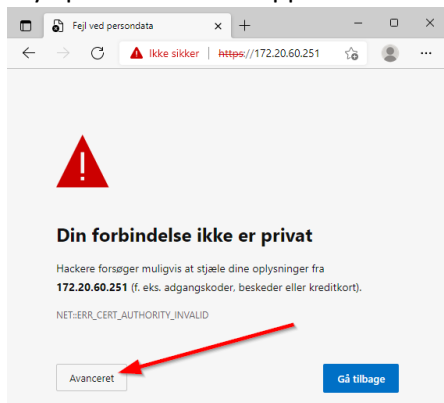 Fejl ved persondata
Ikke sikker https://172.20.60.251
Din forbindelse ikke er privat
Hackere forsøger muligvis at stjæle dine oplysninger fra
172.20.60.251 (f. eks. adgangskoder, beskeder eller kreditkort).
NET::ERR_CERT_AUTHORITY_INVALID
Avanceret
Gå tilbage